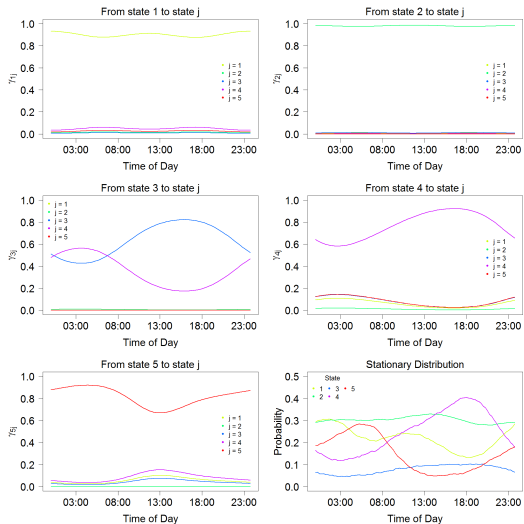 From state 1 to state j
γ1j
1.0
0.8
0.6
0.4
0.2
0.0
j = 1
j = 2
j = 3
j = 4
j = 5
03:00 08:00 13:00 18:00 23:00
Time of Day
From state 2 to state j
γ2j
1.0
0.8
0.6
0.4
0.2
0.0
j = 1
j = 2
j = 3
j = 4
j = 5
03:00 08:00 13:00 18:00 23:00
Time of Day
From state 3 to state j
γ3j
1.0
0.8
0.6
0.4
0.2
0.0
j = 1
j = 2
j = 3
j = 4
j = 5
03:00 08:00 13:00 18:00 23:00
Time of Day
From state 4 to state j
γ4j
1.0
0.8
0.6
0.4
0.2
0.0
j = 1
j = 2
j = 3
j = 4
j = 5
03:00 08:00 13:00 18:00 23:00
Time of Day
From state 5 to state j
γ5j
1.0
0.8
0.6
0.4
0.2
0.0
j = 1
j = 2
j = 3
j = 4
j = 5
03:00 08:00 13:00 18:00 23:00
Time of Day
Stationary Distribution
Probability
0.5
0.4
0.3
0.2
0.1
0.0
State
1 3 5
2 4
03:00 08:00 13:00 18:00 23:00
Time of Day